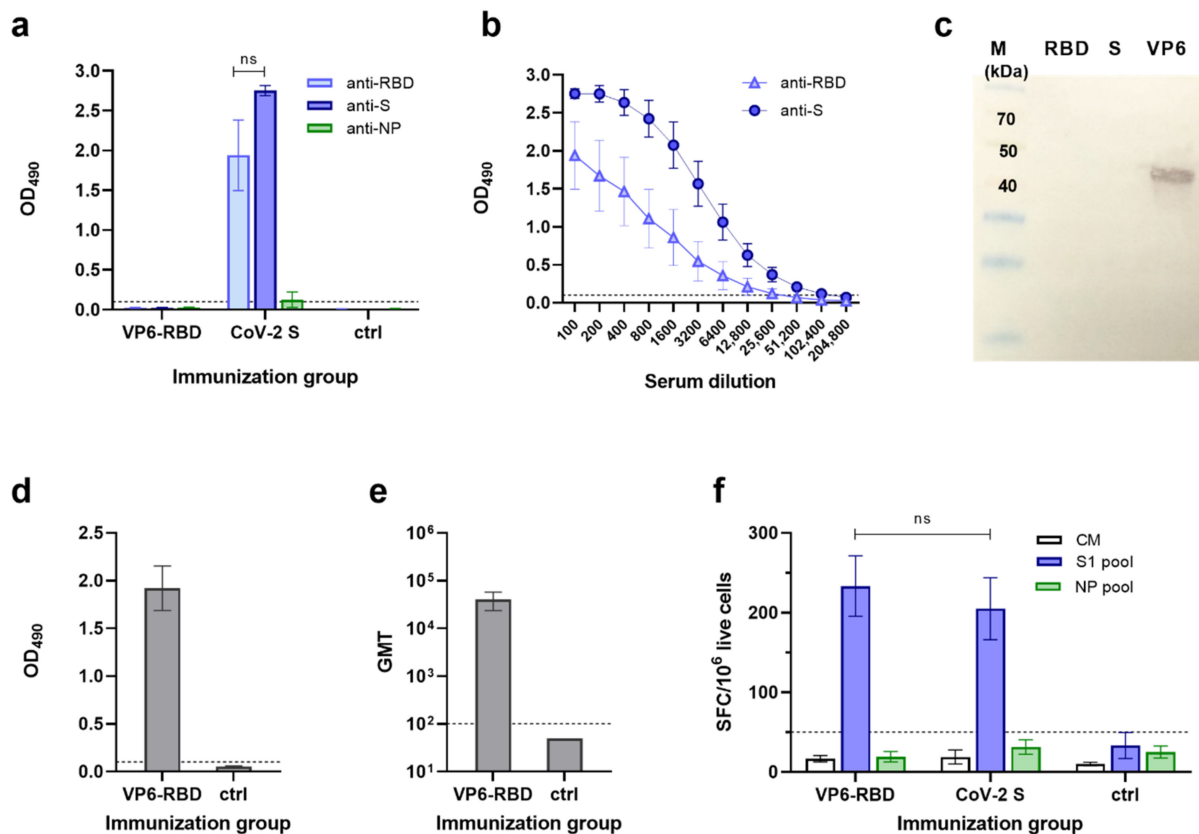 a
ns
3.0
2.5
2.0
1.5
1.0
0.5
0.0
OD490
anti-RBD
anti-S
anti-NP
VP6-RBD CoV-2 S ctrl
Immunization group
b
3.0
2.5
2.0
1.5
1.0
0.5
0.0
OD490
anti-RBD
anti-S
100 200 400 800 1600 3200 6400 12,800 25,600 51,200 102,400 204,800
Serum dilution
c
M RBD S VP6
(kDa)
70
50
40
d
2.5
2.0
1.5
1.0
0.5
0.0
OD490
VP6-RBD ctrl
Immunization group
e
10^6
10^5
10^4
10^3
10^2
10^1
GMT
VP6-RBD ctrl
Immunization group
f
ns
300
200
100
0
SFC/10^6 live cells
CM
S1 pool
NP pool
VP6-RBD CoV-2 S ctrl
Immunization group